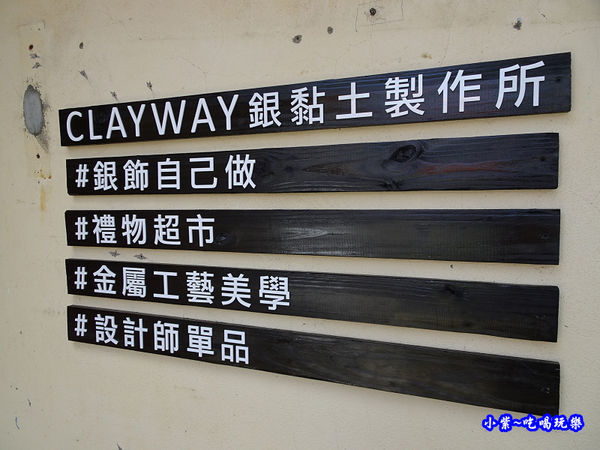 CLAYWAY銀黏土製作所
#銀飾自己做
#禮物超市
#金屬工藝美學
#設計師單品
小紫~吃喝玩樂